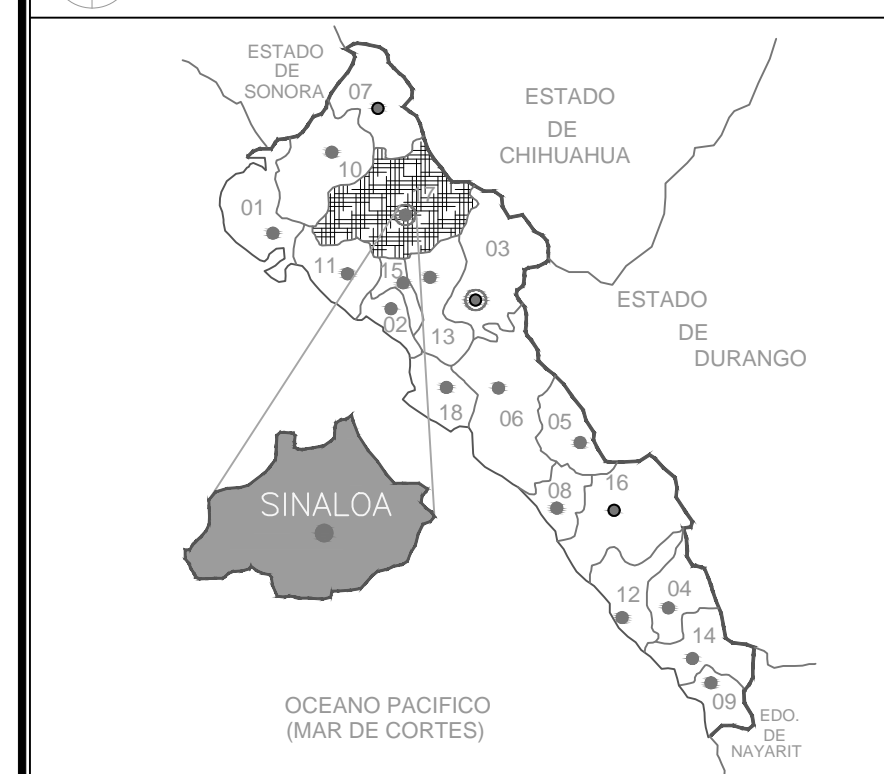 ESTADO
DE
SONORA
07
ESTADO
DE
CHIHUAHUA
10
7
01
03
11
15
ESTADO
DE
DURANGO
02
13
18
06
05
SINALOA
08
16
12
04
14
09
OCEANO PACIFICO
(MAR DE CORTES)
EDO.
DE
NAYARIT